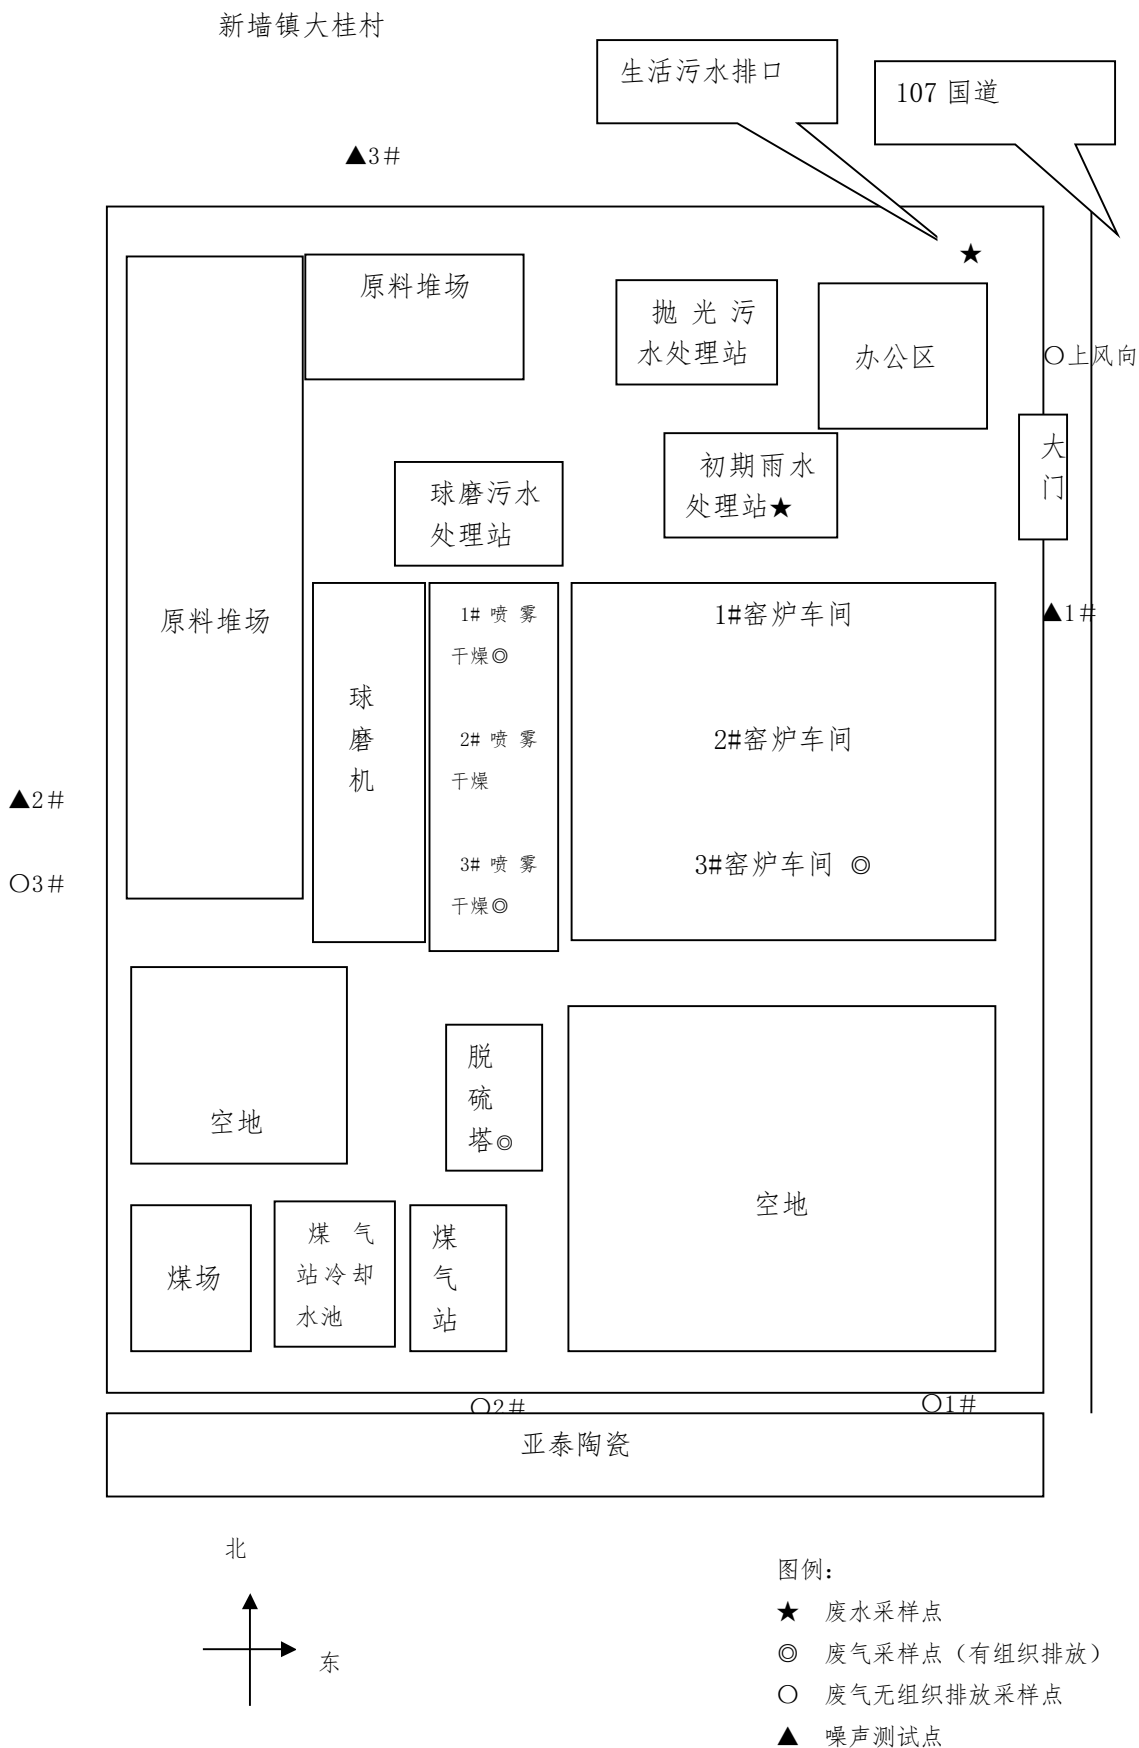 新墙镇大桂村
生活污水排口
107 国道
▲3#
★
原料堆场
抛 光 污
水处理站
办公区
○上风向
大
门
初期雨水
处理站★
球磨污水
处理站
原料堆场
球
磨
机
1# 喷 雾
干燥◎
2# 喷 雾
干燥
3# 喷 雾
干燥◎
1#窑炉车间
2#窑炉车间
3#窑炉车间 ◎
▲1#
▲2#
○3#
空地
脱
硫
塔◎
空地
煤场
煤 气
站冷却
水池
煤
气
站
○2#
○1#
亚泰陶瓷
北
东
图例：
★ 废水采样点
◎ 废气采样点（有组织排放）
○ 废气无组织排放采样点
▲ 噪声测试点